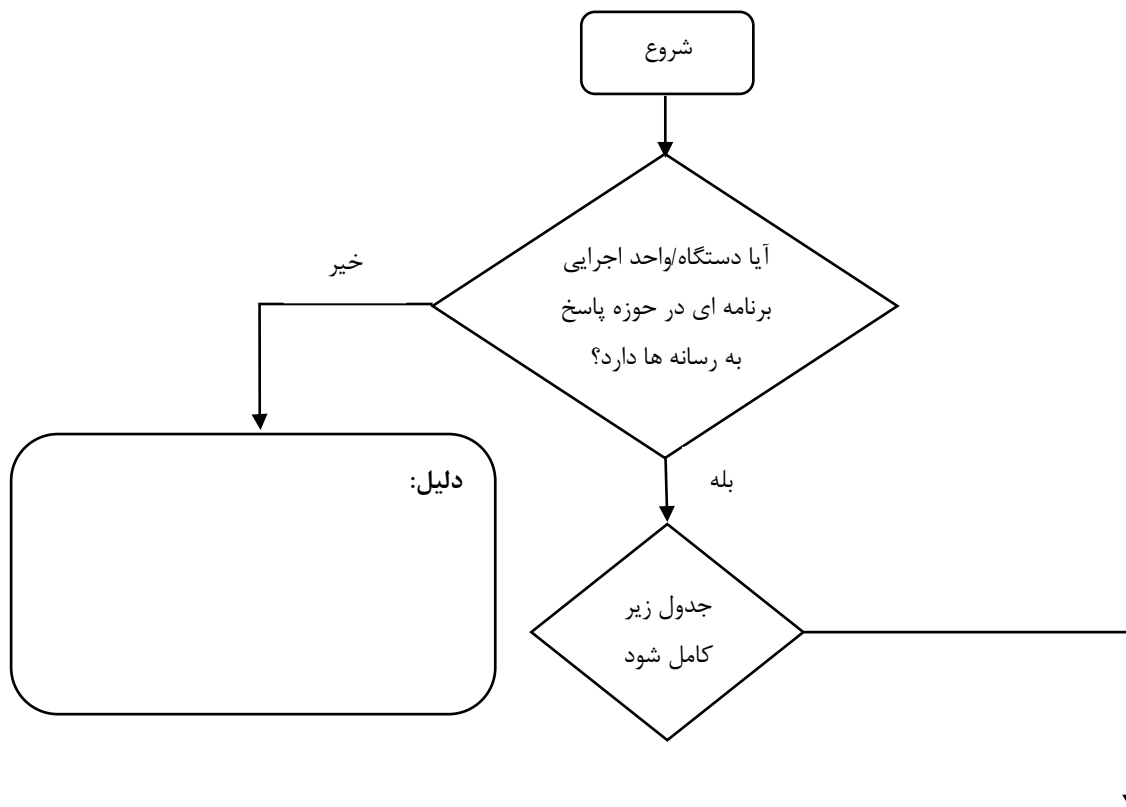 شروع
آیا دستگاه/واحد اجرایی
برنامه ای در حوزه پاسخ
به رسانه ها دارد؟
خیر
بله
دلیل:
جدول زیر
کامل شود